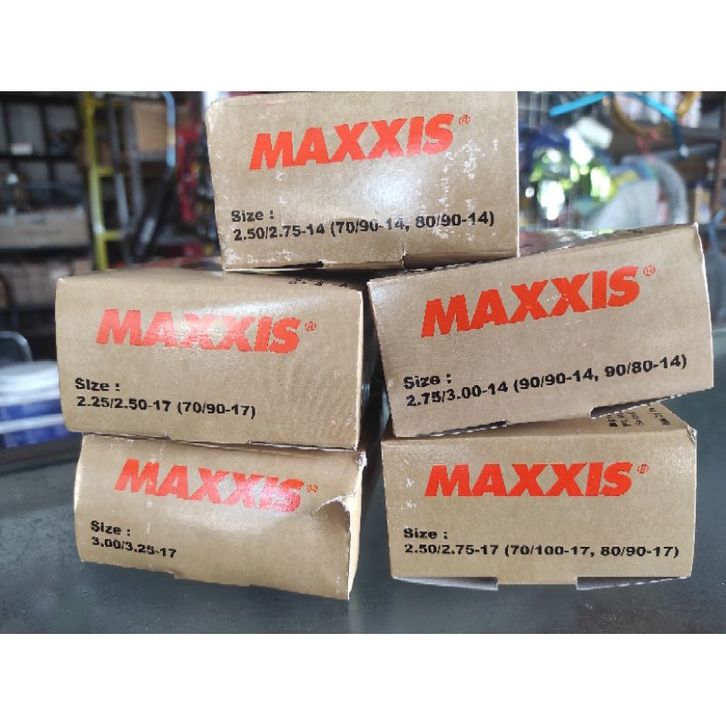 MAXXIS®
Size :
2.50/2.75-14 (70/90-14, 80/90-14)
MAXXIS®
Size :
2.25/2.50-17 (70/90-17)
MAXXIS®
Size :
2.75/3.00-14 (90/90-14, 90/80-14)
MAXXIS®
Size :
3.00/3.25-17
MAXXIS®
Size :
2.50/2.75-17 (70/100-17, 80/90-17)